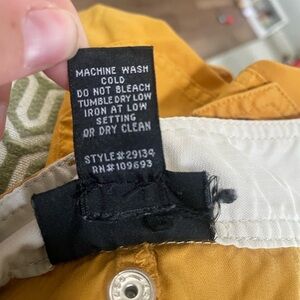 MACHINE WASH
COLD
DO NOT BLEACH
TUMBLE DRY LOW
IRON AT LOW
SETTING
OR DRY CLEAN
STYLE#29134
RN#109693